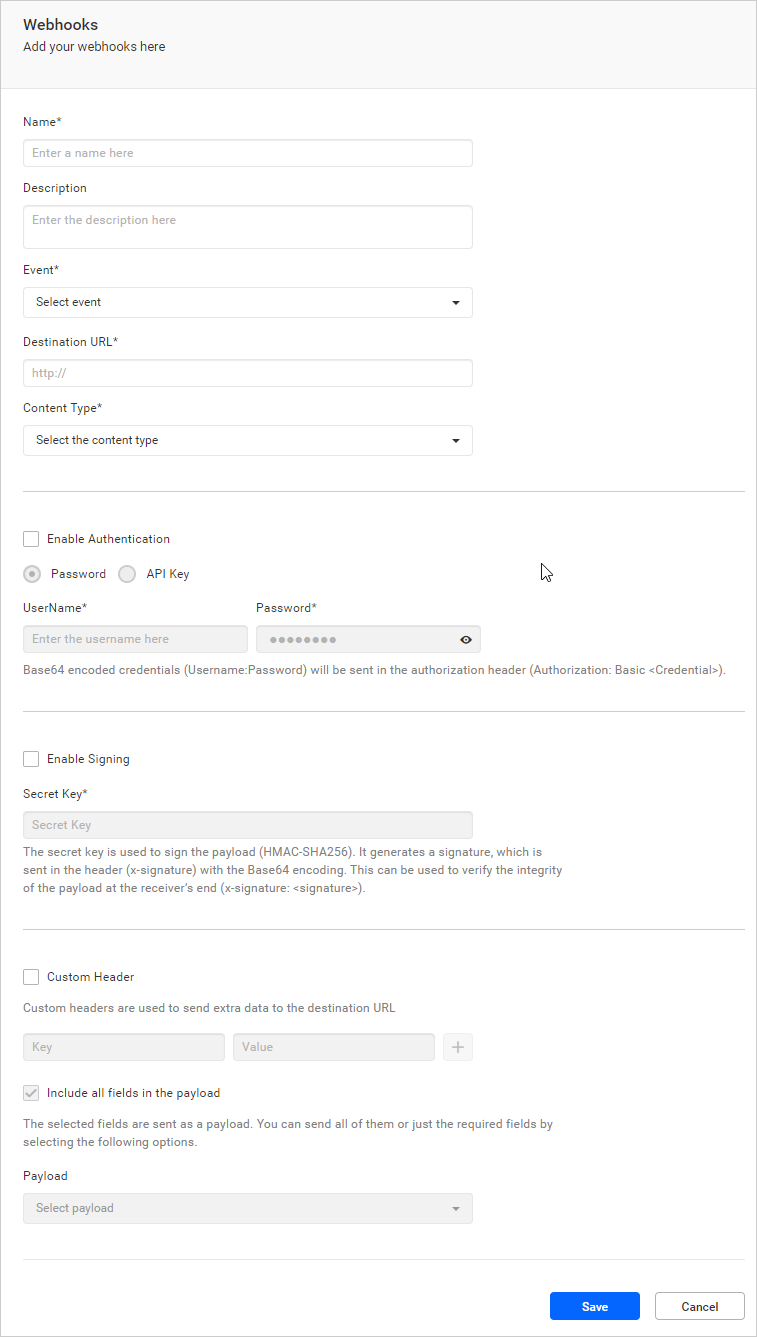 Webhooks
Add your webhooks here
Name*
Enter a name here
Description
Enter the description here
Event*
Select event
Destination URL*
http://
Content Type*
Select the content type
Enable Authentication
Password API Key
UserName* Password*
Enter the username here ●●●●●●●●
Base64 encoded credentials (Username:Password) will be sent in the authorization header (Authorization: Basic <Credential>).
Enable Signing
Secret Key*
Secret Key
The secret key is used to sign the payload (HMAC-SHA256). It generates a signature, which is
sent in the header (x-signature) with the Base64 encoding. This can be used to verify the integrity
of the payload at the receiver's end (x-signature: <signature>).
Custom Header
Custom headers are used to send extra data to the destination URL
Key Value +
Include all fields in the payload
The selected fields are sent as a payload. You can send all of them or just the required fields by
selecting the following options.
Payload
Select payload
Save Cancel